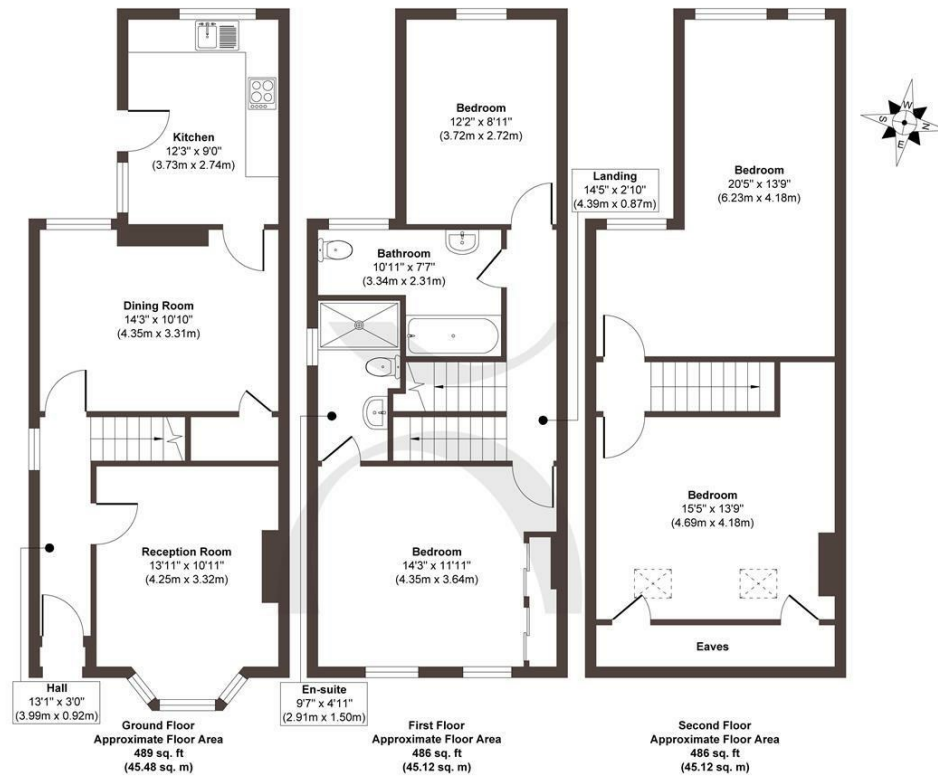 Kitchen
12'3" x 9'0"
(3.73m x 2.74m)
Dining Room
14'3" x 10'10"
(4.35m x 3.31m)
Reception Room
13'11" x 10'11"
(4.25m x 3.32m)
Hall
13'1" x 3'0"
(3.99m x 0.92m)
Ground Floor
Approximate Floor Area
489 sq. ft
(45.48 sq. m)
Bedroom
12'2" x 8'11"
(3.72m x 2.72m)
Landing
14'5" x 2'10"
(4.39m x 0.87m)
Bathroom
10'11" x 7'7"
(3.34m x 2.31m)
Bedroom
14'3" x 11'11"
(4.35m x 3.64m)
En-suite
9'7" x 4'11"
(2.91m x 1.50m)
First Floor
Approximate Floor Area
486 sq. ft
(45.12 sq. m)
Bedroom
20'5" x 13'9"
(6.23m x 4.18m)
Bedroom
15'5" x 13'9"
(4.69m x 4.18m)
Eaves
Second Floor
Approximate Floor Area
486 sq. ft
(45.12 sq. m)
W
N
S
E